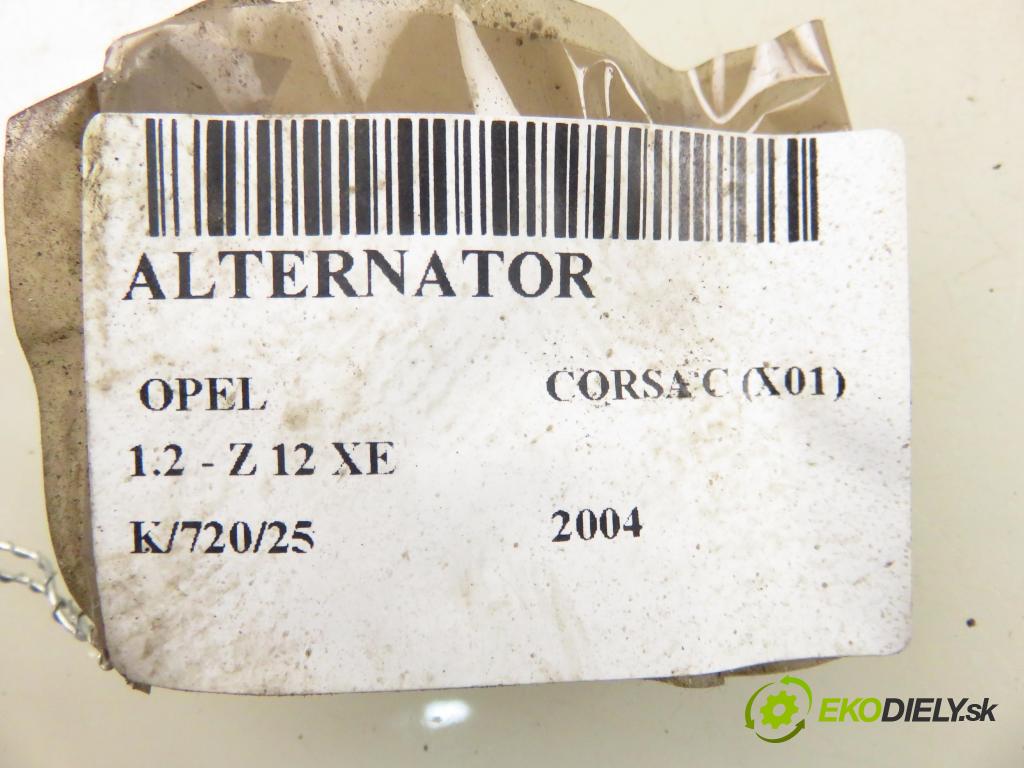 ALTERNATOR
OPEL CORSA C (X01)
1.2 - Z 12 XE
K/720/25 2004
EKODIELY.sk